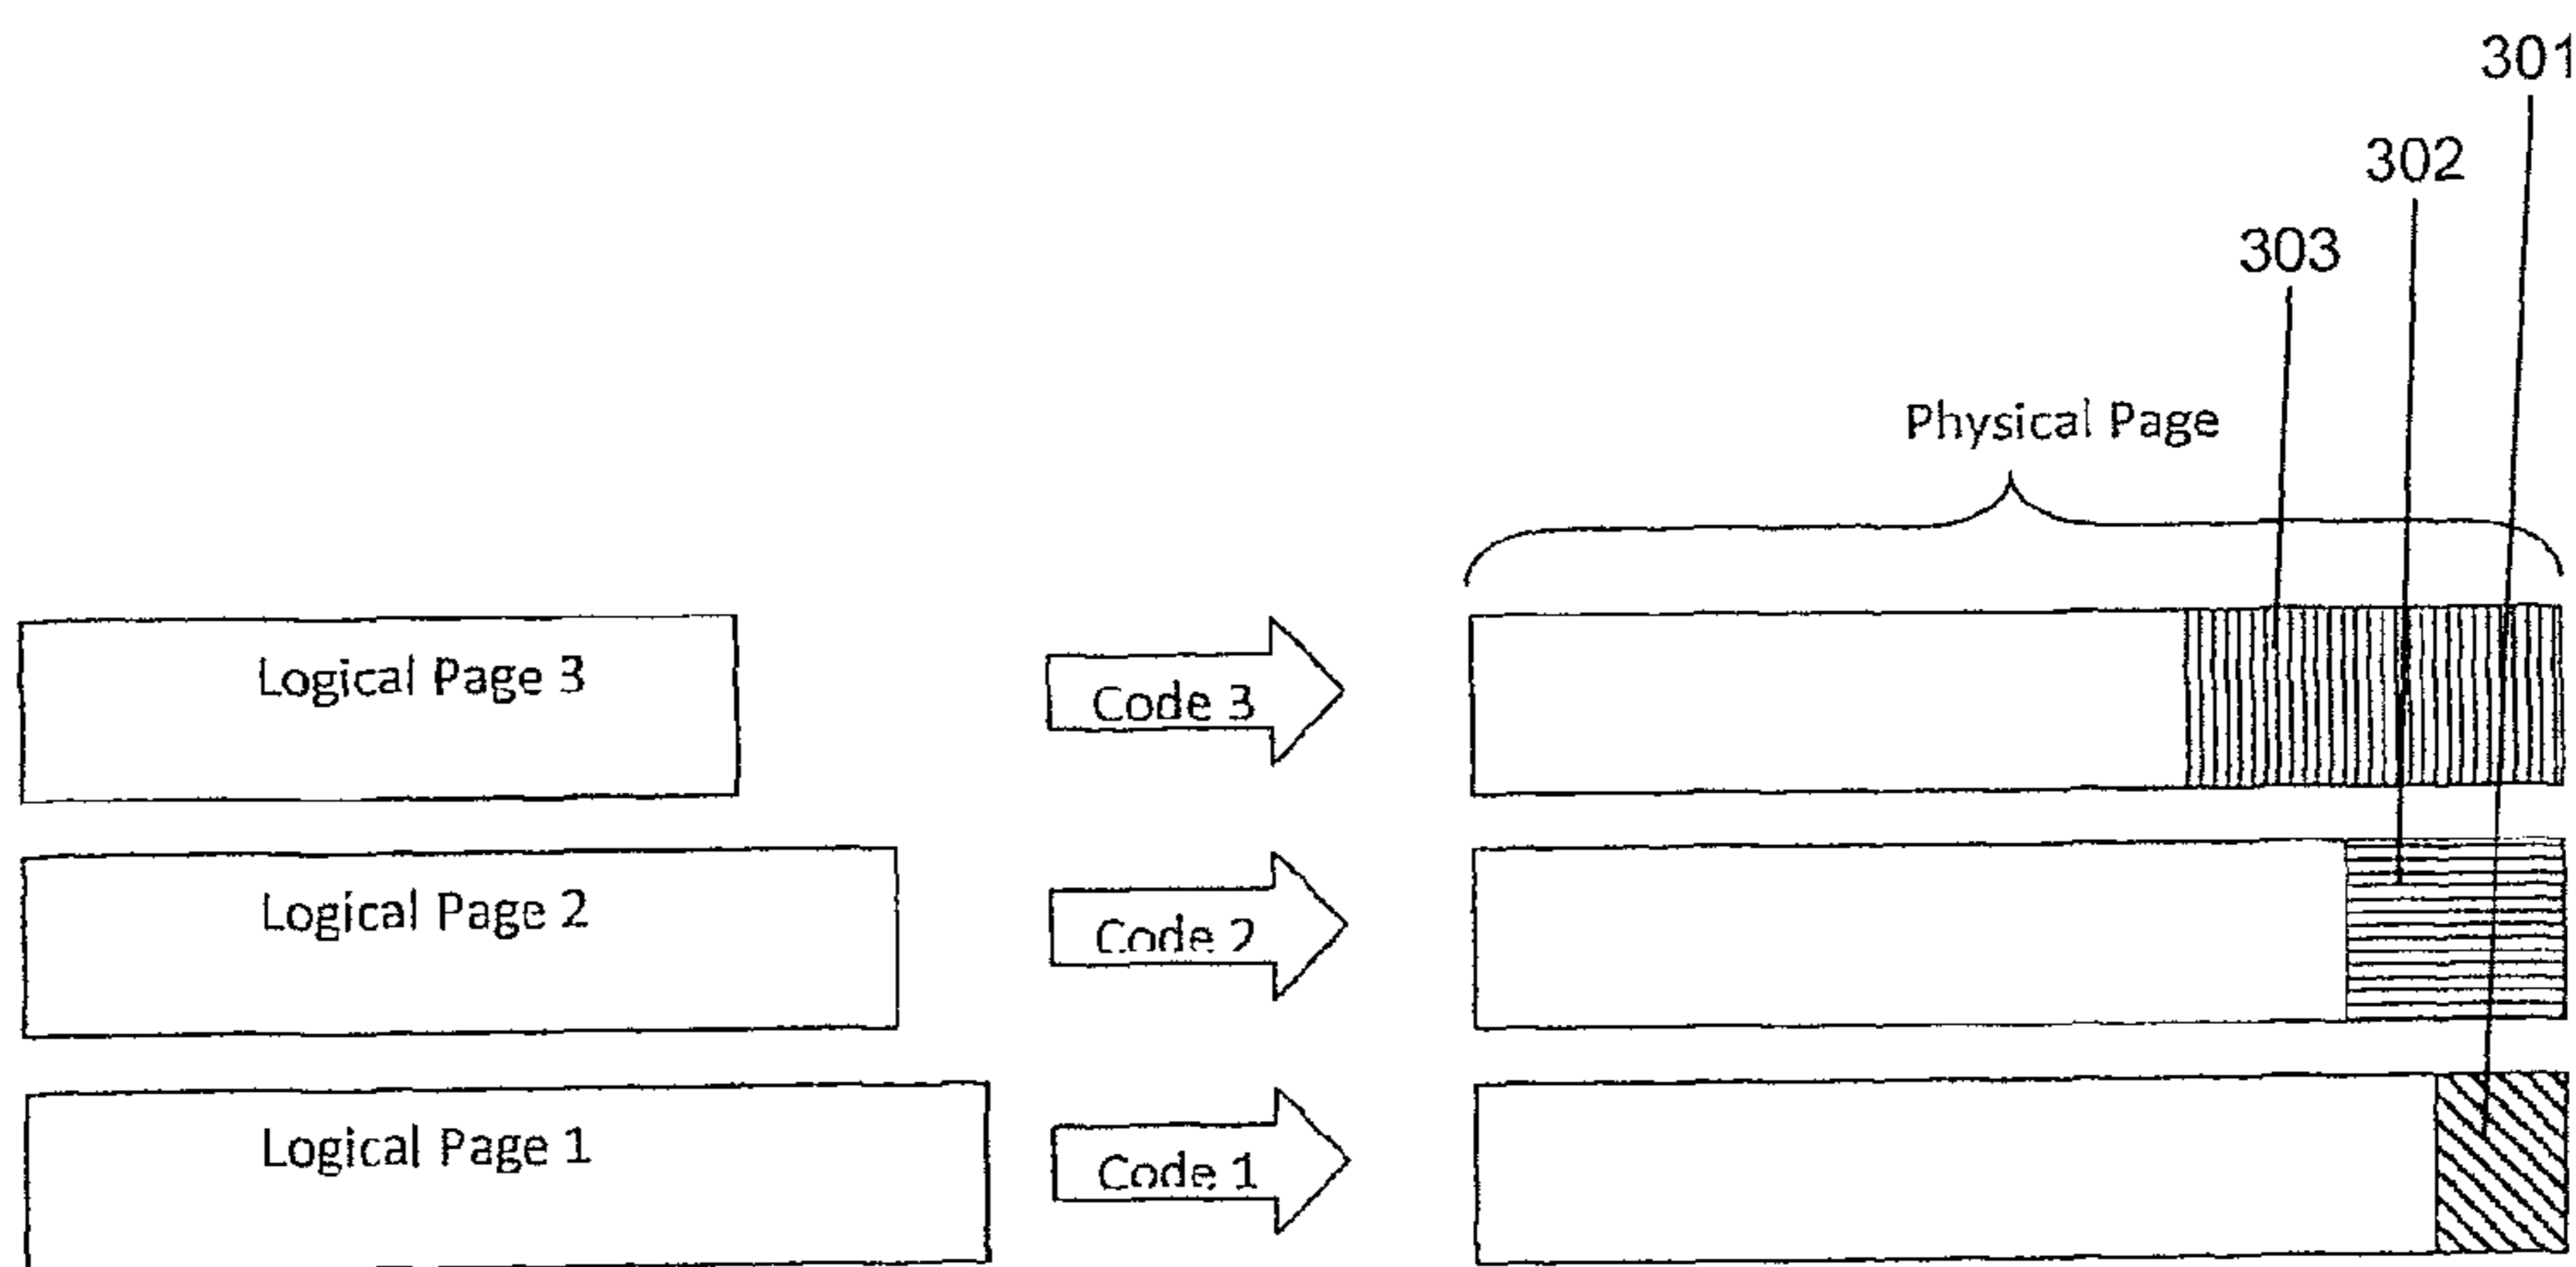 301
302
303
Physical Page
Logical Page 3
Code 3
Logical Page 2
Code 2
Logical Page 1
Code 1